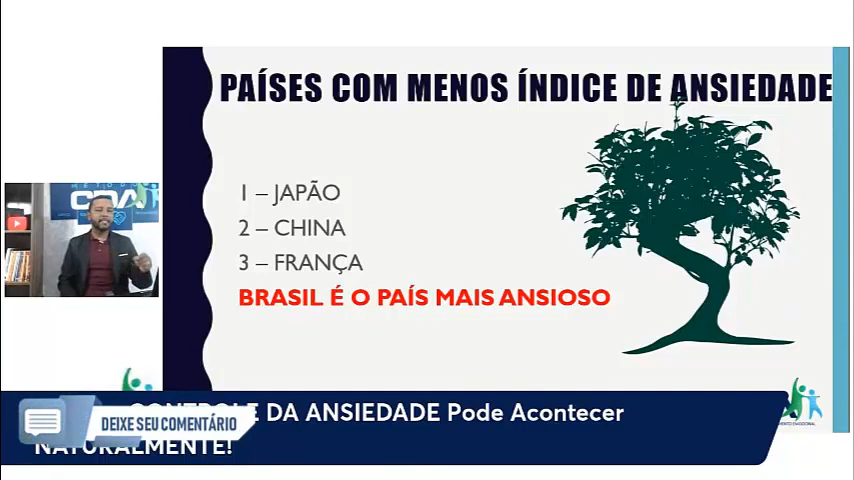 PAÍSES COM MENOS ÍNDICE DE ANSIEDADE
1 – JAPÃO
2 – CHINA
3 – FRANÇA
BRASIL É O PAÍS MAIS ANSIOSO
CDA
DA ANSIEDADE Pode Acontecer
DEIXE SEU COMENTÁRIO
NATURALMENTE!